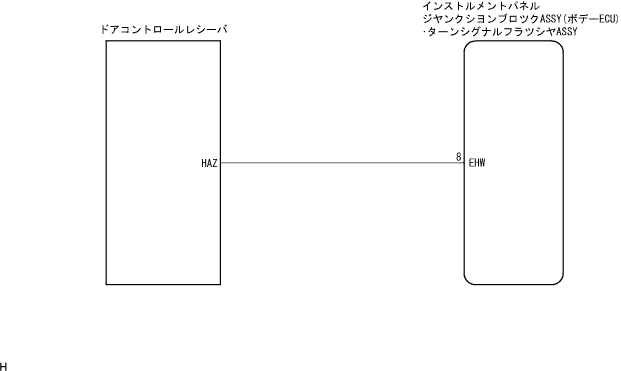 インストルメントパネル
ジヤンクシヨンブロツクASSY(ボデーECU)
・ターンシグナルフラツシヤASSY
ドアコントロールレシーバ
8
HAZ
EHW
H